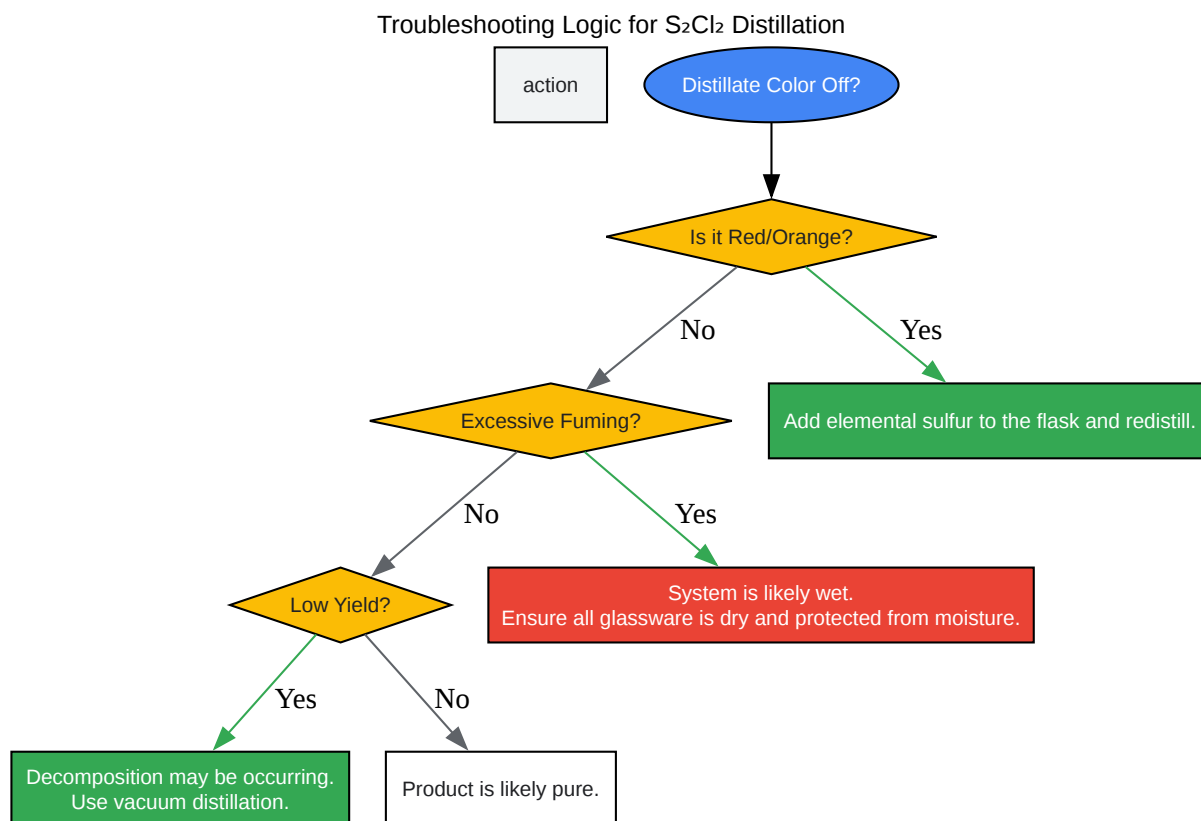 Troubleshooting Logic for S₂Cl₂ Distillation
action
Distillate Color Off?
Is it Red/Orange?
No
Yes
Excessive Fuming?
Add elemental sulfur to the flask and redistill.
No
Yes
Low Yield?
System is likely wet.
Ensure all glassware is dry and protected from moisture.
Yes
No
Decomposition may be occurring.
Use vacuum distillation.
Product is likely pure.